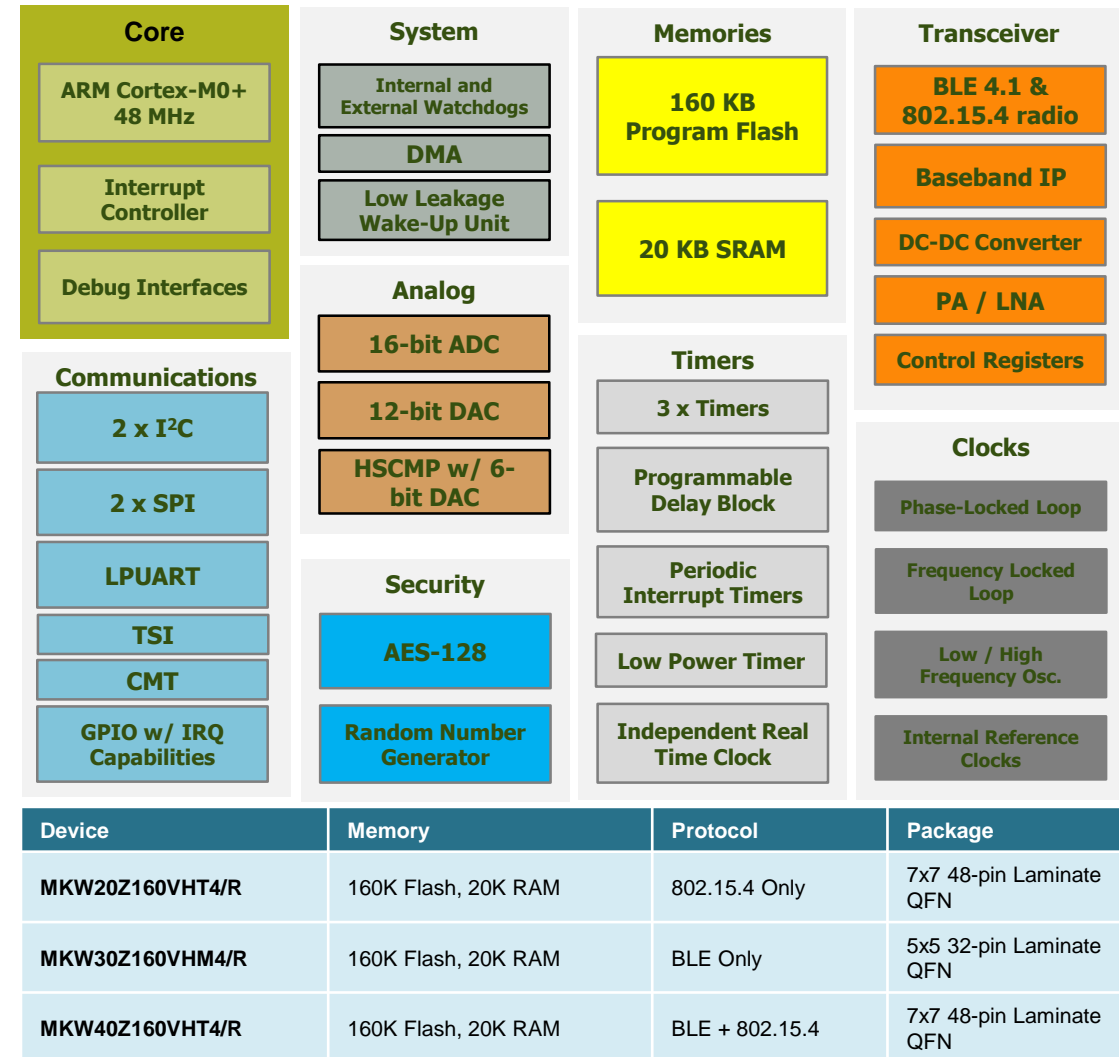 Core
ARM Cortex-M0+
48 MHz
Interrupt
Controller
Debug Interfaces
Communications
2 x I²C
2 x SPI
LPUART
TSI
CMT
GPIO w/ IRQ
Capabilities
System
Internal and
External Watchdogs
DMA
Low Leakage
Wake-Up Unit
Analog
16-bit ADC
12-bit DAC
HSCMP w/ 6-
bit DAC
Security
AES-128
Random Number
Generator
Memories
160 KB
Program Flash
20 KB SRAM
Timers
3 x Timers
Programmable
Delay Block
Periodic
Interrupt Timers
Low Power Timer
Independent Real
Time Clock
Transceiver
BLE 4.1 &
802.15.4 radio
Baseband IP
DC-DC Converter
PA / LNA
Control Registers
Clocks
Phase-Locked Loop
Frequency Locked
Loop
Low / High
Frequency Osc.
Internal Reference
Clocks
Device Memory Protocol Package
MKW20Z160VHT4/R 160K Flash, 20K RAM 802.15.4 Only 7x7 48-pin Laminate
QFN
MKW30Z160VHM4/R 160K Flash, 20K RAM BLE Only 5x5 32-pin Laminate
QFN
MKW40Z160VHT4/R 160K Flash, 20K RAM BLE + 802.15.4 7x7 48-pin Laminate
QFN